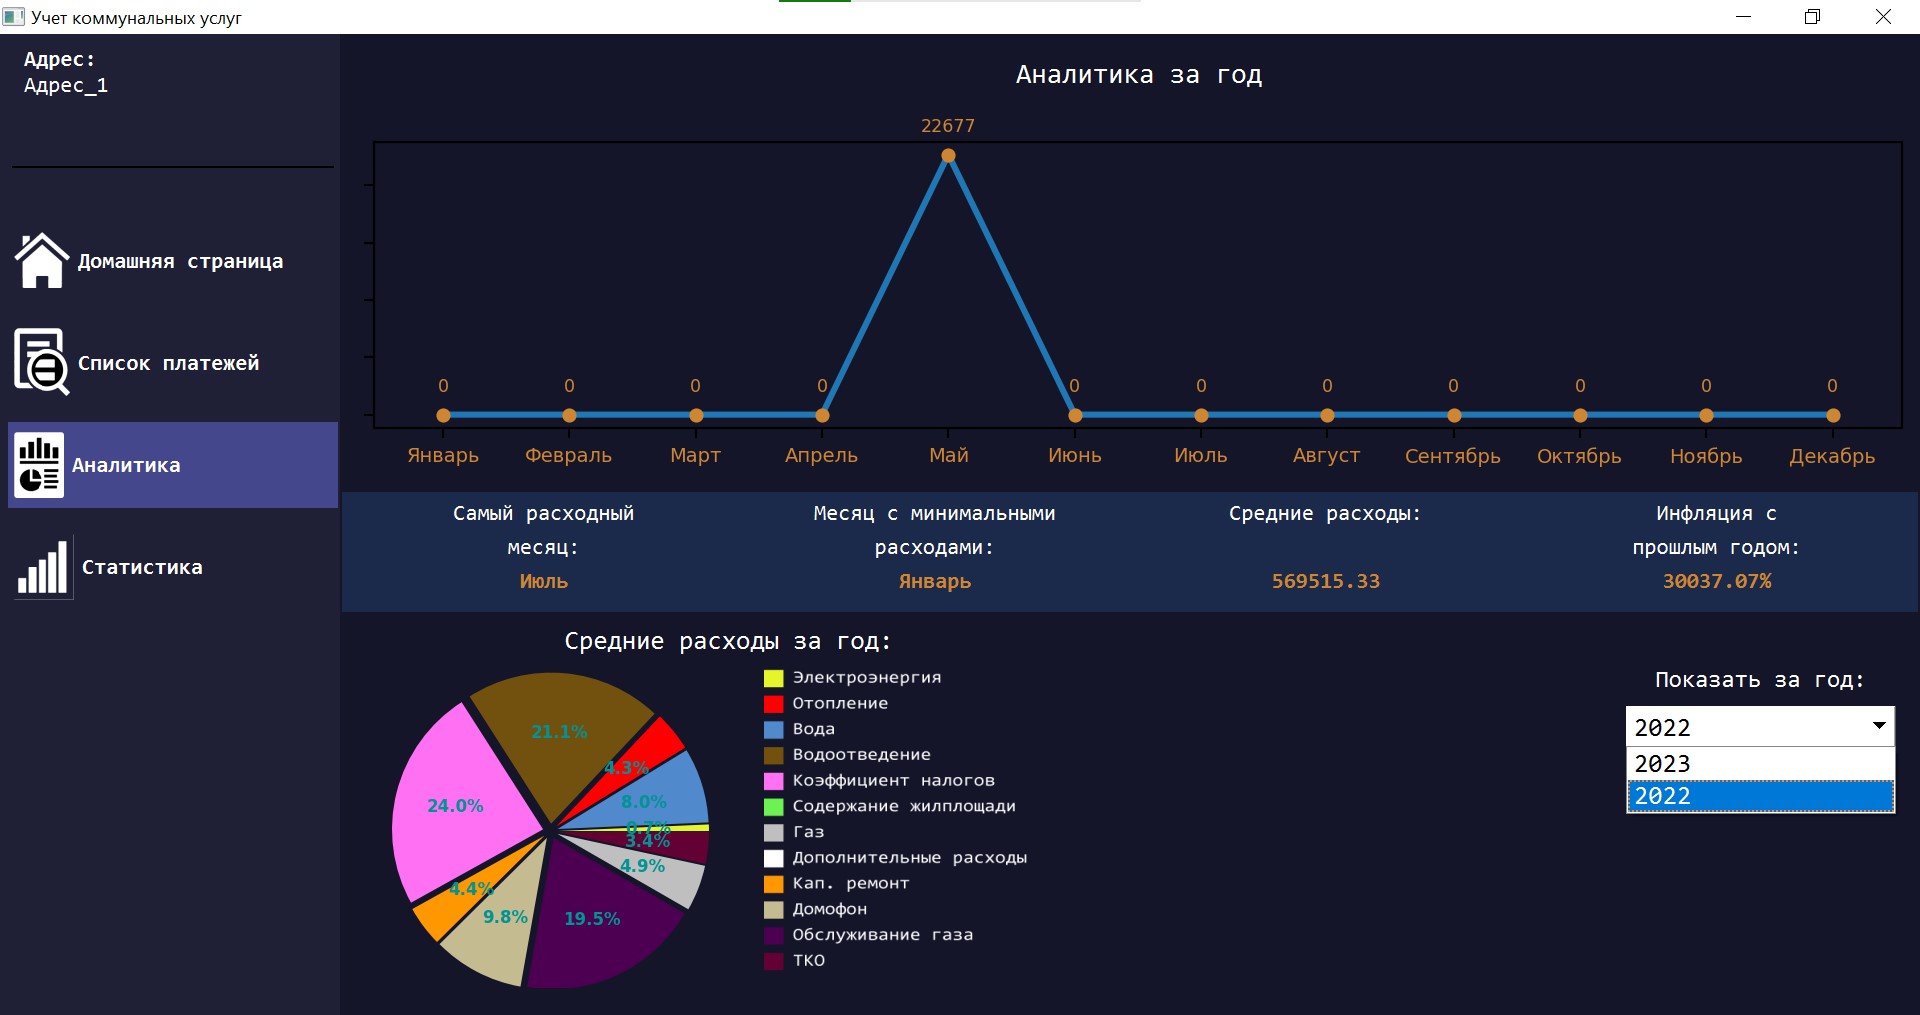 Учет коммунальных услуг
Адрес:
Адрес_1
Домашняя страница
Список платежей
Аналитика
Статистика
Аналитика за год
22677
0 0 0 0 0 0 0 0 0 0 0
Январь Февраль Март Апрель Май Июнь Июль Август Сентябрь Октябрь Ноябрь Декабрь
Самый расходный
месяц:
Июль
Месяц с минимальными
расходами:
Январь
Средние расходы:
569515.33
Инфляция с
прошлым годом:
30037.07%
Средние расходы за год:
21.1%
4.3%
24.0%
8.0%
0.7%
3.4%
4.9%
4.4%
9.8%
19.5%
Электроэнергия
Отопление
Вода
Водоотведение
Коэффициент налогов
Содержание жилплощади
Газ
Дополнительные расходы
Кап. ремонт
Домофон
Обслуживание газа
ТКО
Показать за год:
2022
2023
2022